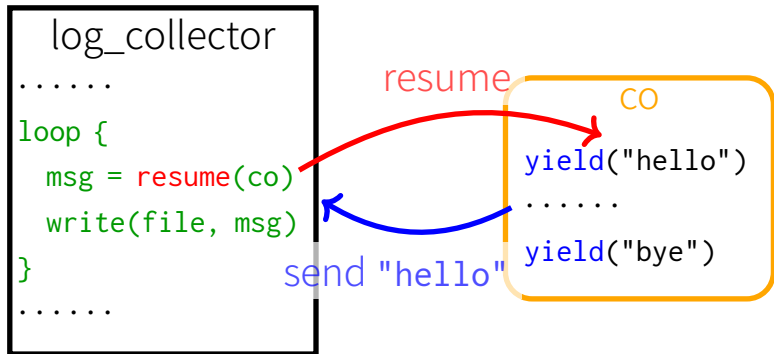 log_collector
......
loop {
msg = resume(co)
write(file, msg)
}
......
resume
send "hello"
co
yield("hello")
......
yield("bye")